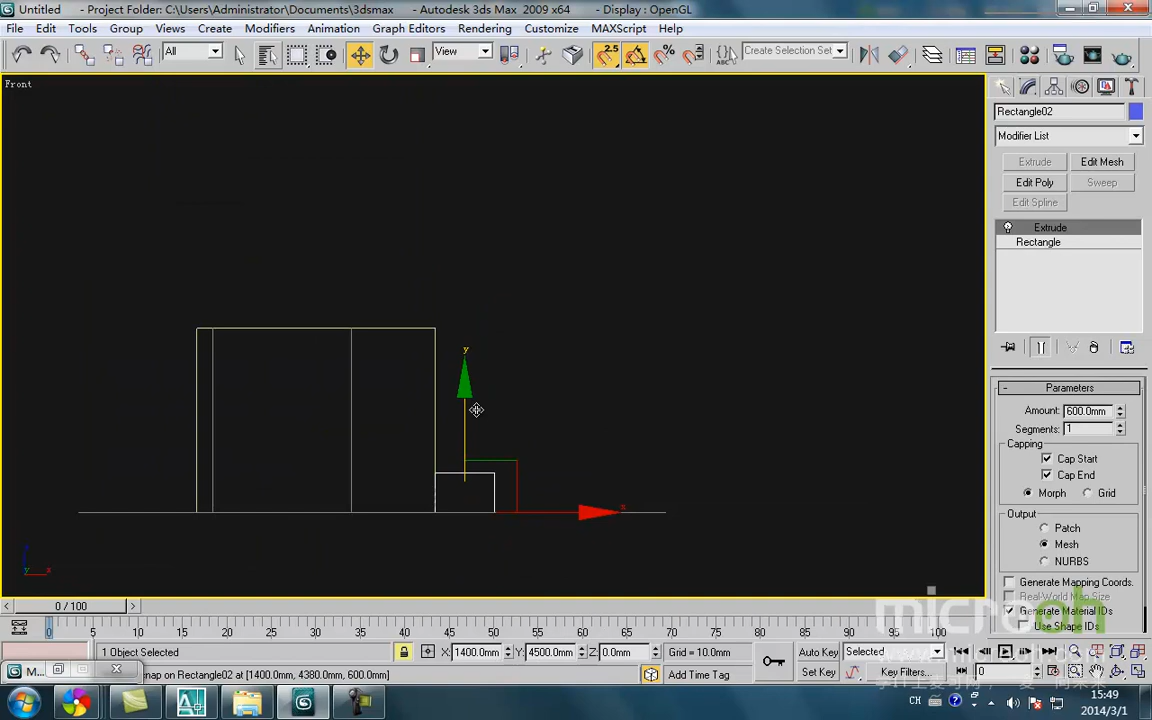 Untitled - Project Folder: C:\Users\Administrator\Documents\3dsmax - Autodesk 3ds Max 2009 x64 - Display : OpenGL
File Edit Tools Group Views Create Modifiers Animation Graph Editors Rendering Customize MAXScript Help
All View 2.5 ABC Create Selection Set
Front
Rectangle02
Modifier List
Extrude Edit Mesh
Edit Poly Sweep
Edit Spline
Extrude
Rectangle
Parameters
Amount: 600.0mm
Segments: 1
Capping
Cap Start
Cap End
Morph Grid
Output
Patch
Mesh
NURBS
Generate Mapping Coords.
Real-World Map Size
Generate Material IDs
Use Shape IDs
y
x
y x
0 / 100
0 5 10 15 20 25 30 35 40 45 50 55 60 65 70 75 80 85 90 95 100
1 Object Selected X: 1400.0mm Y: 4500.0mm Z: 0.0mm Grid = 10.0mm Auto Key Selected
M... snap on Rectangle02 at [1400.0mm, 4380.0mm, 600.0mm] Add Time Tag Set Key Key Filters... 0
CH 15:49
2014/3/1